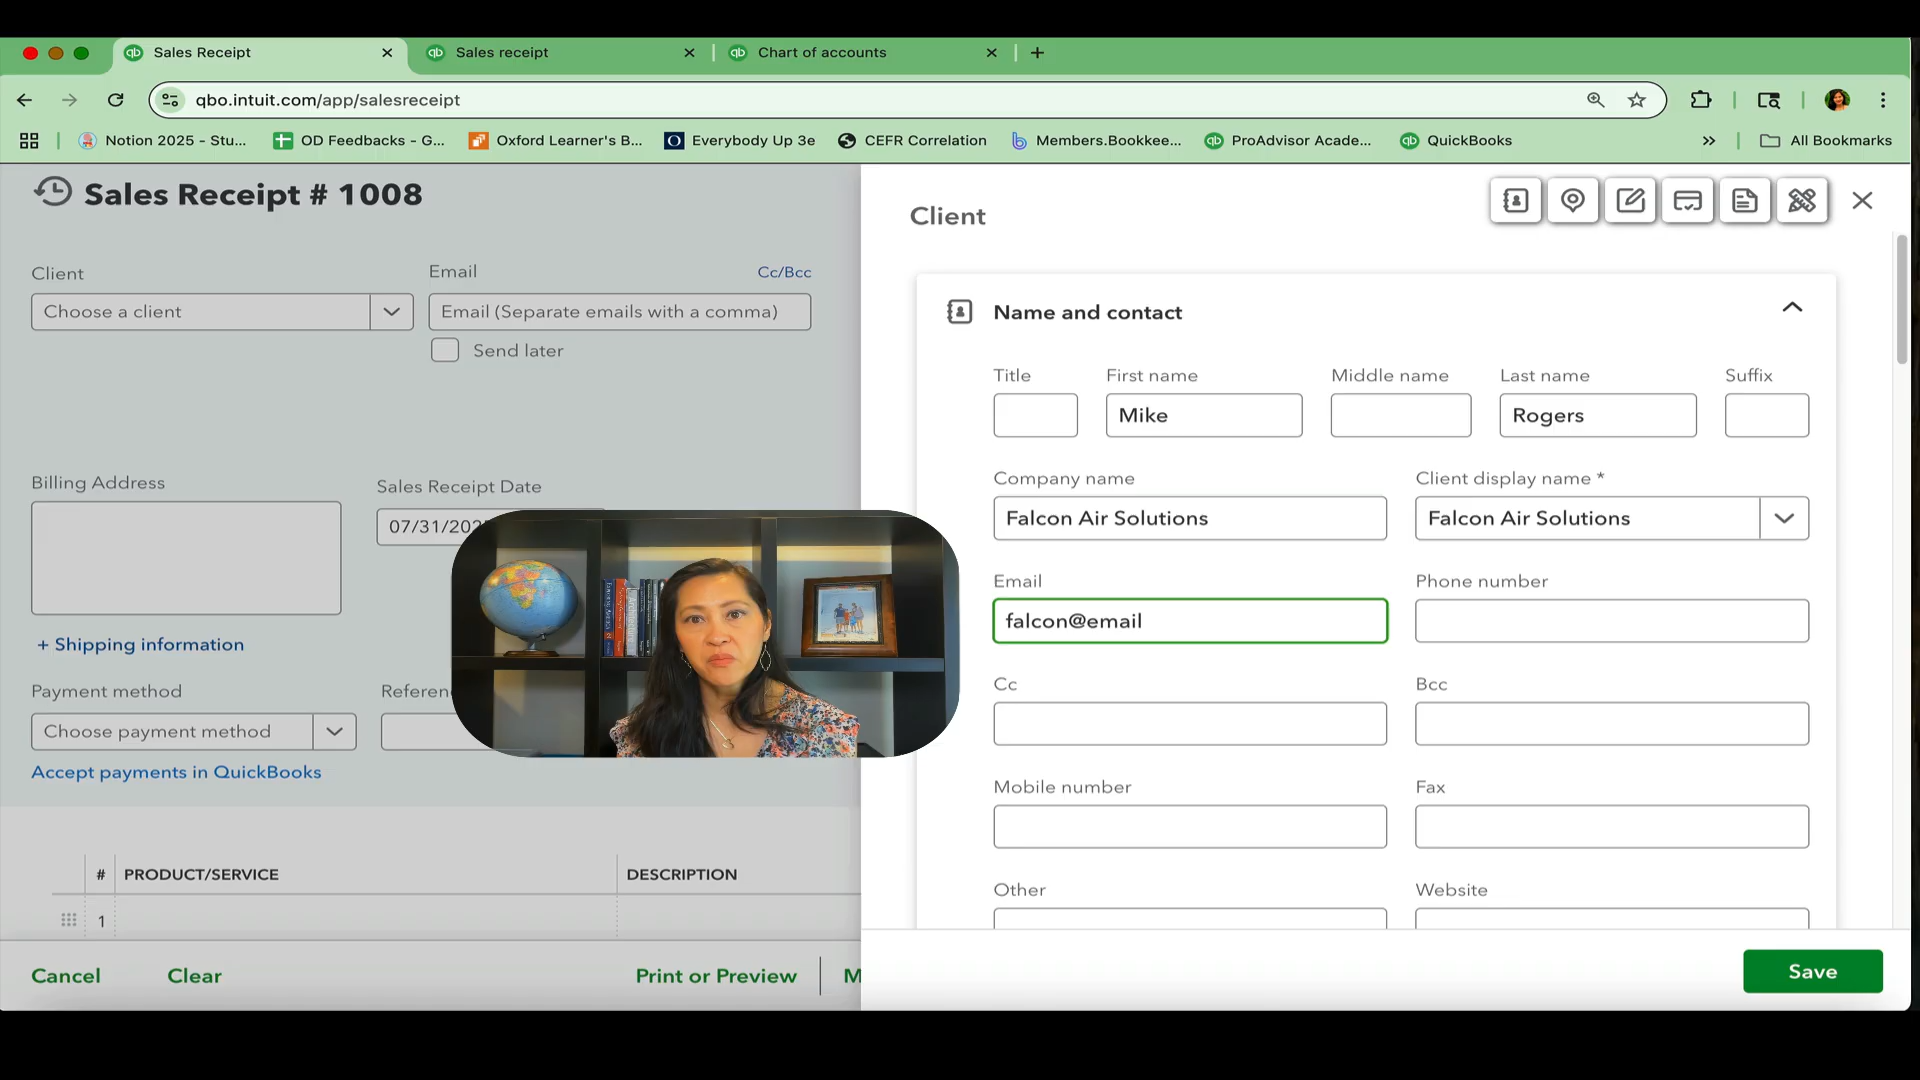 Sales Receipt
Sales receipt
Chart of accounts
qbo.intuit.com/app/salesreceipt
Notion 2025 - Stu...
OD Feedbacks - G...
Oxford Learner's B...
Everybody Up 3e
CEFR Correlation
Members.Bookkee...
ProAdvisor Acade...
QuickBooks
All Bookmarks
Sales Receipt # 1008
Client
Email
Cc/Bcc
Choose a client
Email (Separate emails with a comma)
Send later
Billing Address
Sales Receipt Date
07/31/202
+ Shipping information
Payment method
Referen
Choose payment method
Accept payments in QuickBooks
# PRODUCT/SERVICE DESCRIPTION
1
Cancel
Clear
Print or Preview
M
Client
Name and contact
Title
First name
Middle name
Last name
Suffix
Mike
Rogers
Company name
Client display name *
Falcon Air Solutions
Falcon Air Solutions
Email
Phone number
falcon@email
Cc
Bcc
Mobile number
Fax
Other
Website
Save